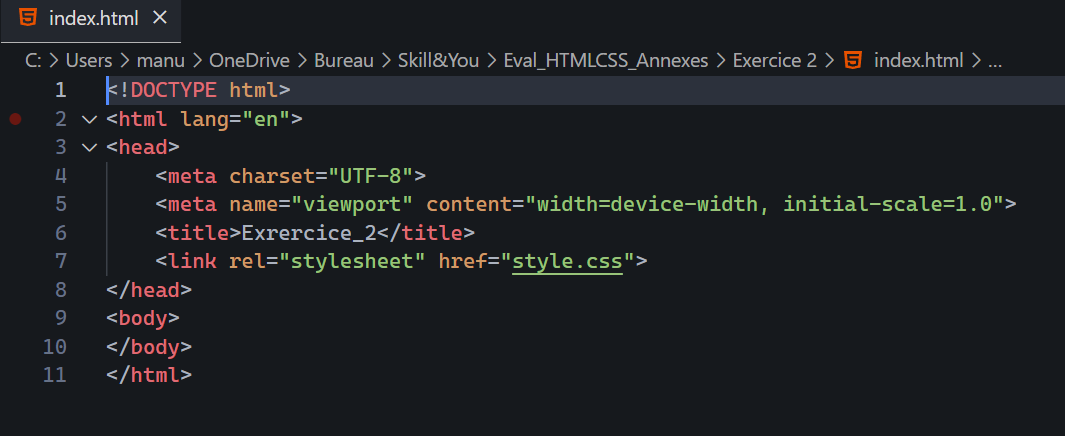 index.html ×
C: > Users > manu > OneDrive > Bureau > Skill&You > Eval_HTMLCSS_Annexes > Exercice 2 > index.html > ...
1 <!DOCTYPE html>
2 <html lang="en">
3 <head>
4     <meta charset="UTF-8">
5     <meta name="viewport" content="width=device-width, initial-scale=1.0">
6     <title>Exrercice_2</title>
7     <link rel="stylesheet" href="style.css">
8 </head>
9 <body>
10 </body>
11 </html>